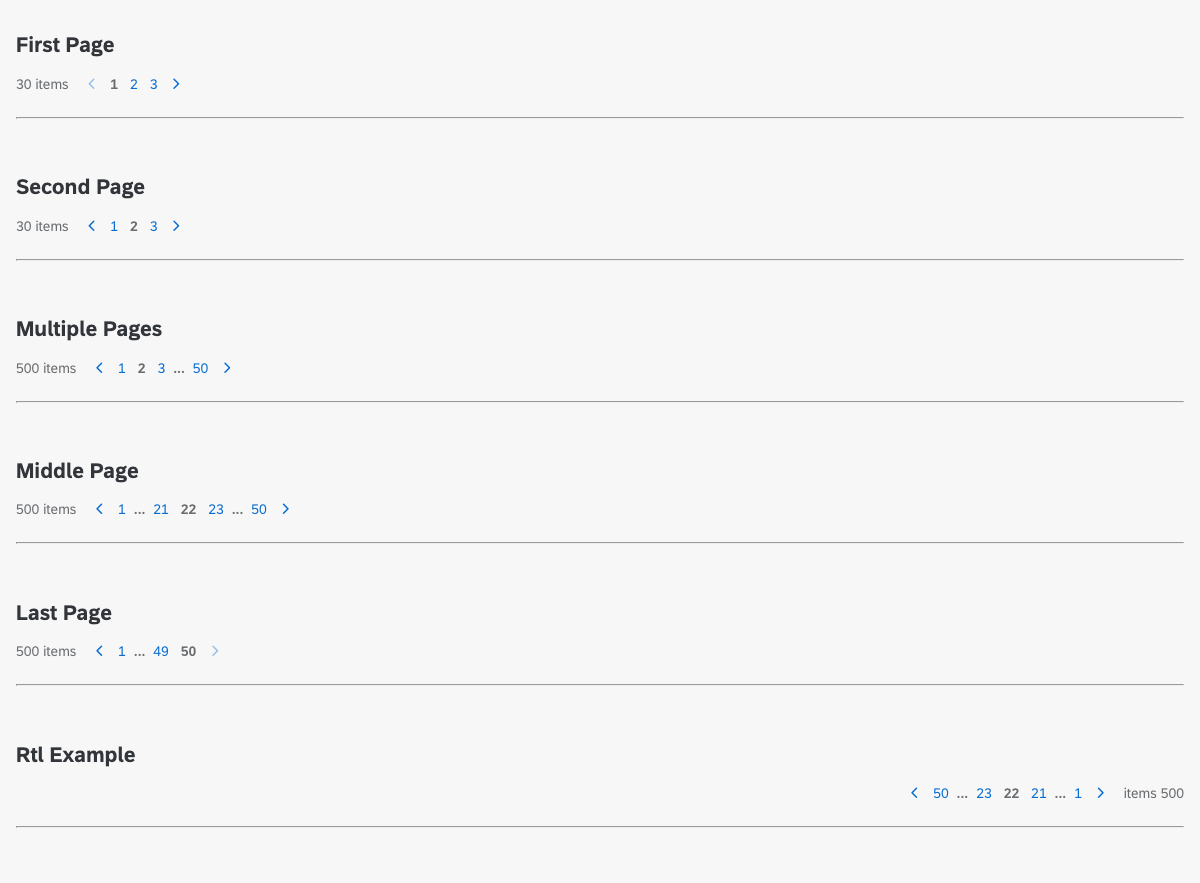 First Page
30 items 1 2 3
Second Page
30 items 1 2 3
Multiple Pages
500 items 1 2 3 ... 50
Middle Page
500 items 1 ... 21 22 23 ... 50
Last Page
500 items 1 ... 49 50
Rtl Example
50 ... 23 22 21 ... 1 items 500